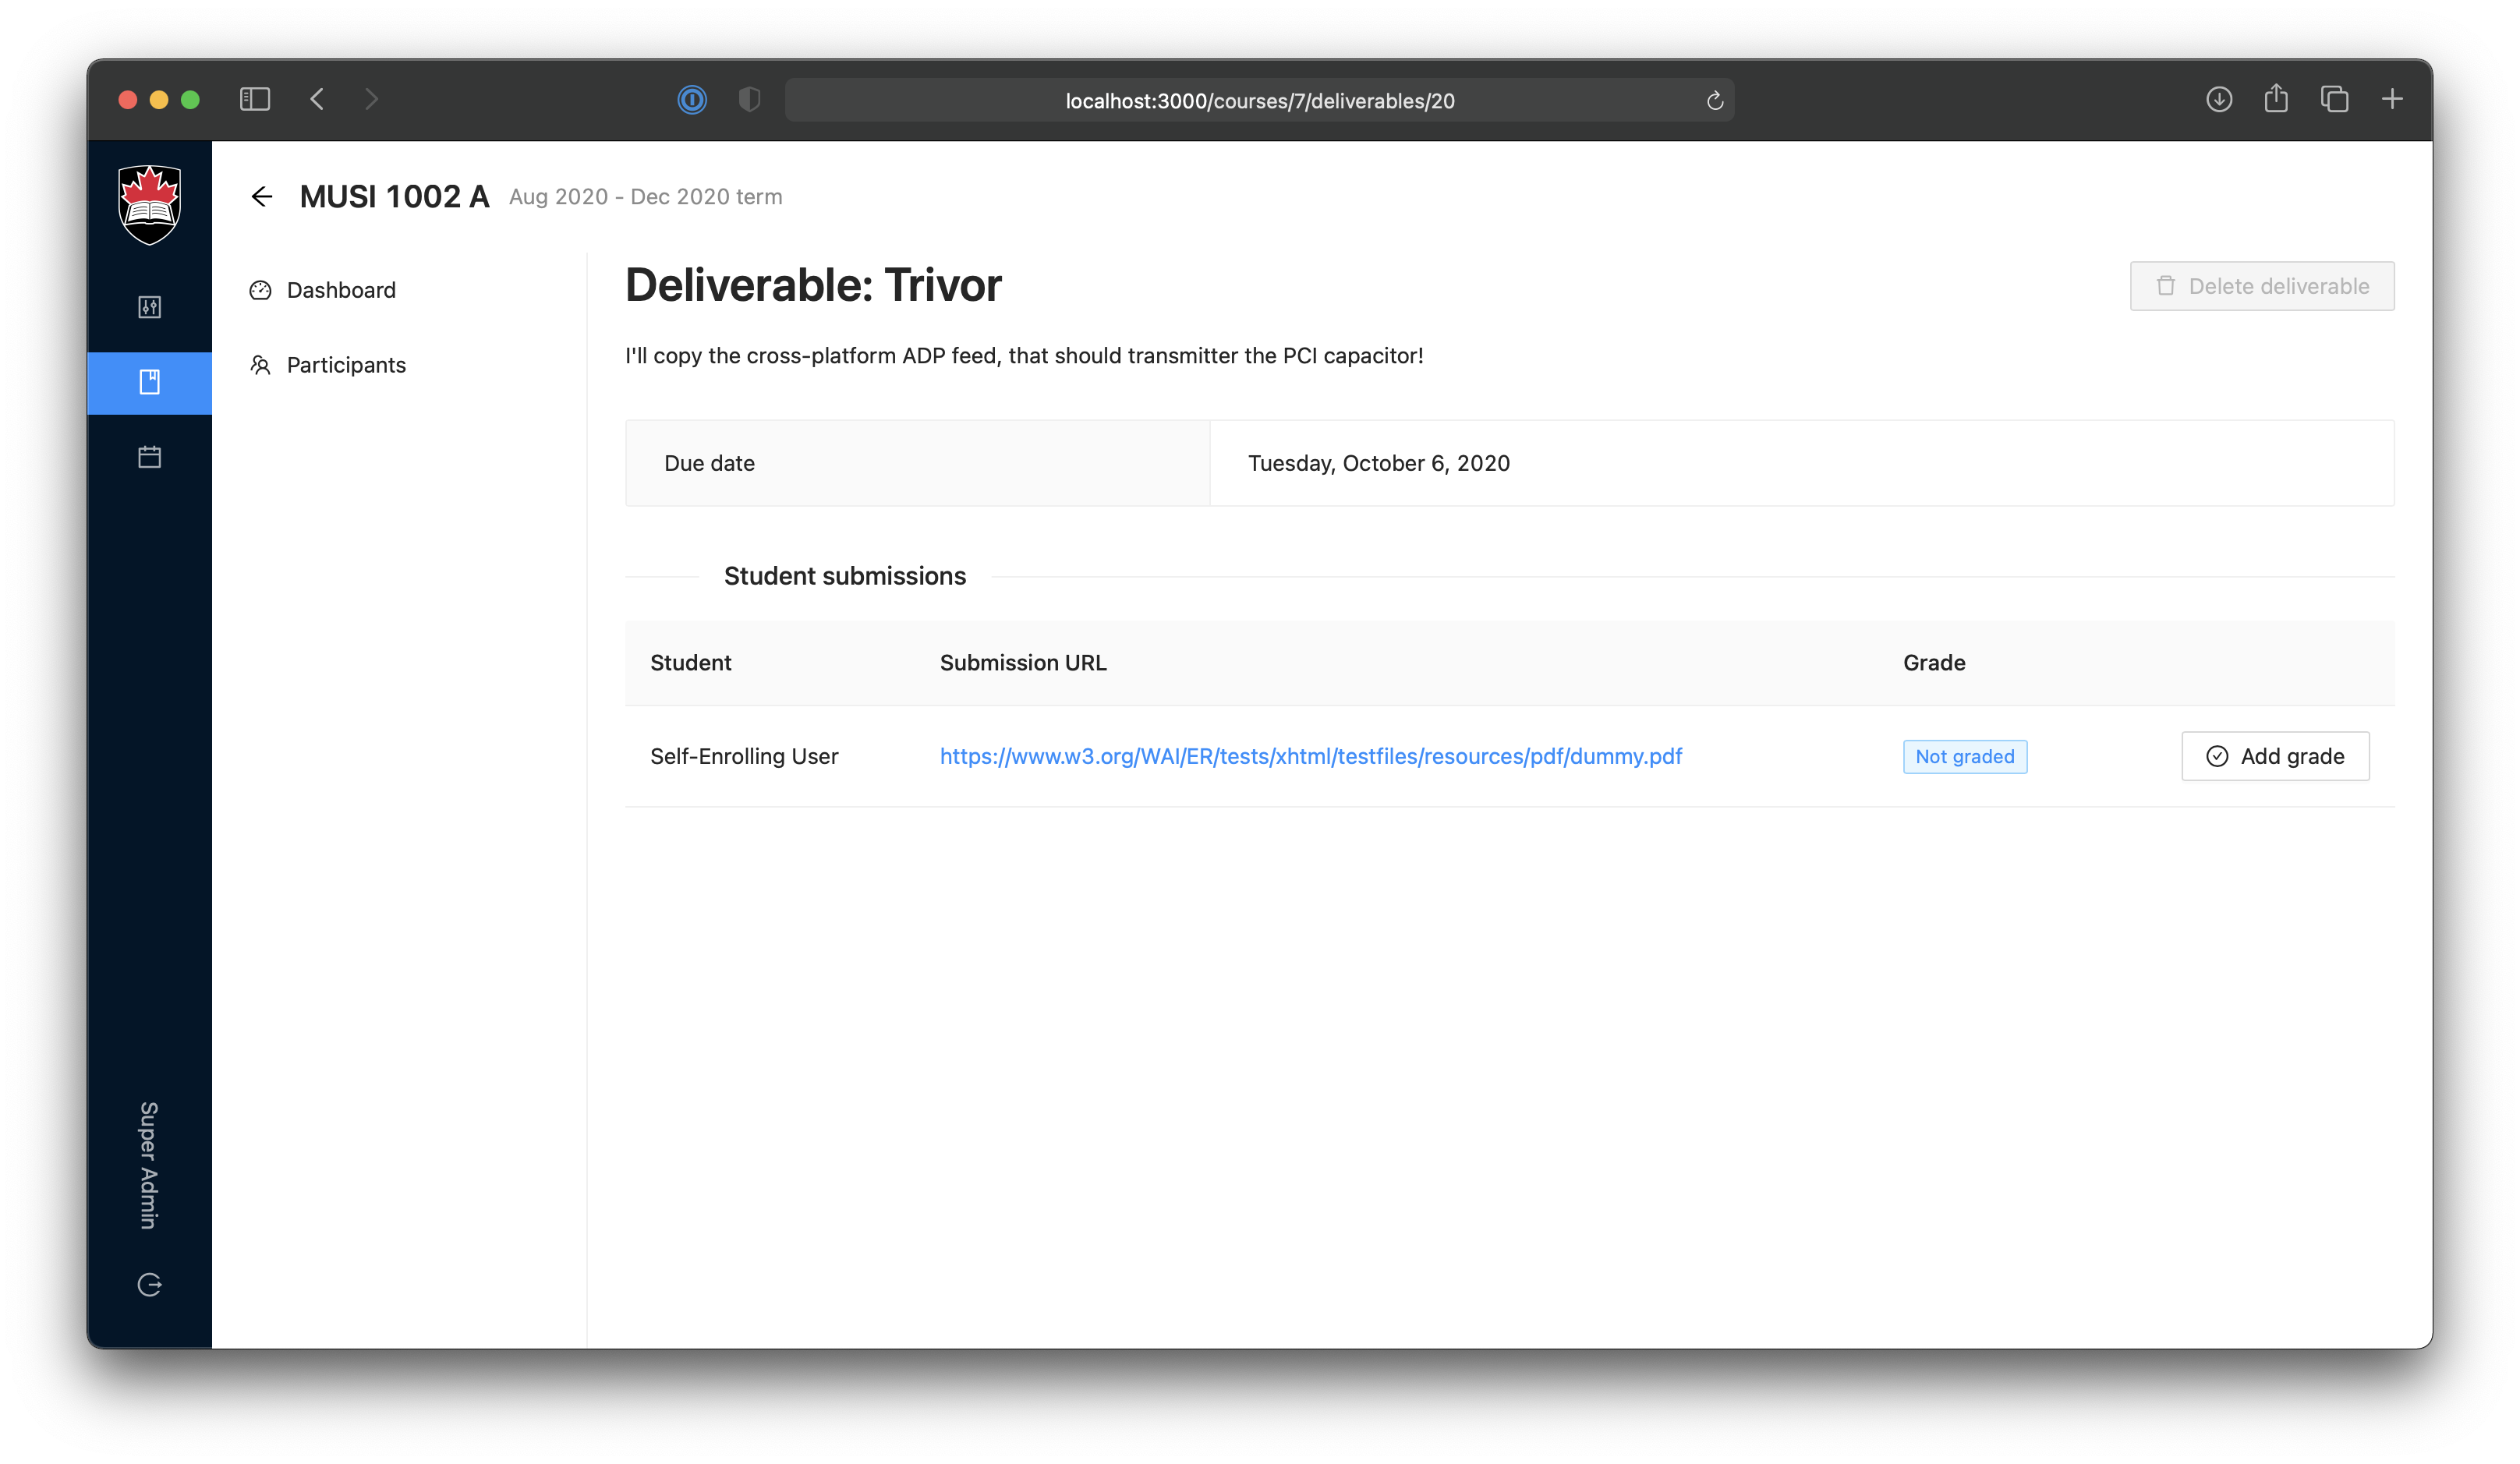 localhost:3000/courses/7/deliverables/20
MUSI 1002 A Aug 2020 - Dec 2020 term
Dashboard
Participants
Deliverable: Trivor
Delete deliverable
I'll copy the cross-platform ADP feed, that should transmitter the PCI capacitor!
Due date Tuesday, October 6, 2020
Student submissions
Student Submission URL Grade
Self-Enrolling User https://www.w3.org/WAI/ER/tests/xhtml/testfiles/resources/pdf/dummy.pdf Not graded Add grade
Super Admin